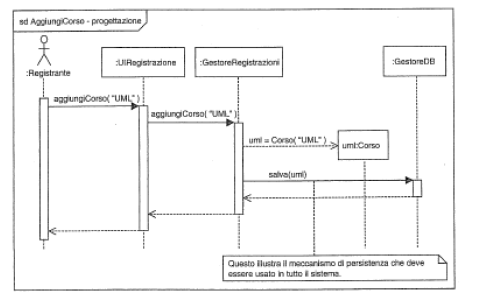 sd AggiungiCorso - progettazione
:Registrante
:UIRegistrazione
:GestoreRegistrazioni
:GestoreDB
aggiungiCorso( "UML" )
aggiungiCorso( "UML" )
uml = Corso( "UML" )
uml:Corso
salva(uml)
Questo illustra il meccanismo di persistenza che deve
essere usato in tutto il sistema.